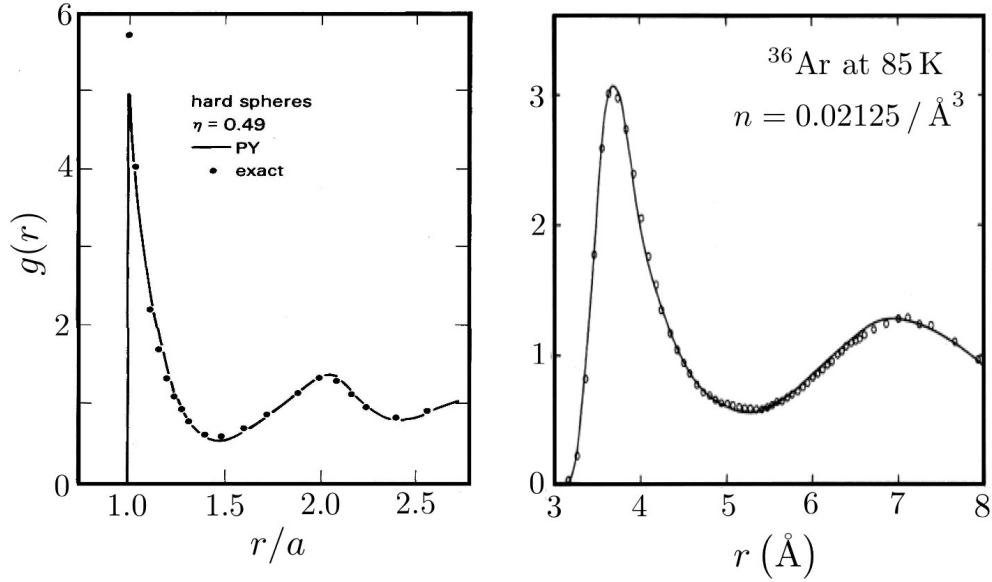 6
4
2
0
g(r)
hard spheres
η = 0.49
PY
exact
1.0
1.5
2.0
2.5
r/a
3
2
1
0
³⁶Ar at 85 K
n = 0.02125 / Å³
3
4
5
6
7
8
r (Å)